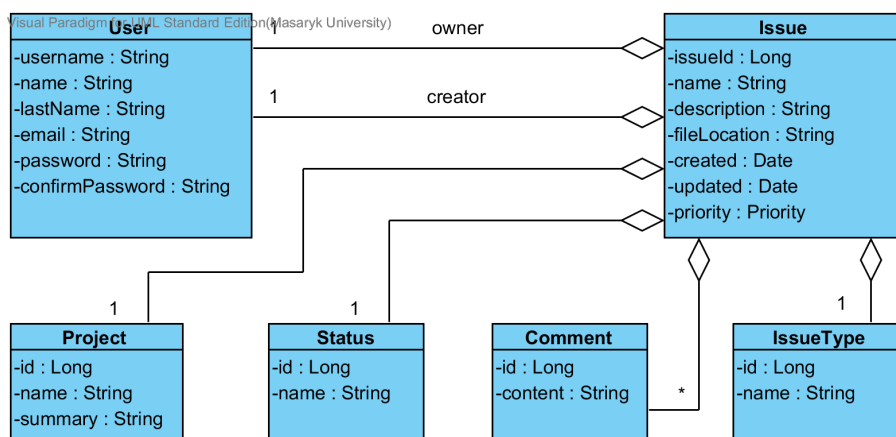 Visual Paradigm for UML Standard Edition(Masaryk University)
User
-username : String
-name : String
-lastName : String
-email : String
-password : String
-confirmPassword : String
1
owner
1
creator
Issue
-issueId : Long
-name : String
-description : String
-fileLocation : String
-created : Date
-updated : Date
-priority : Priority
1
Project
-id : Long
-name : String
-summary : String
1
Status
-id : Long
-name : String
Comment
-id : Long
-content : String
*
1
IssueType
-id : Long
-name : String